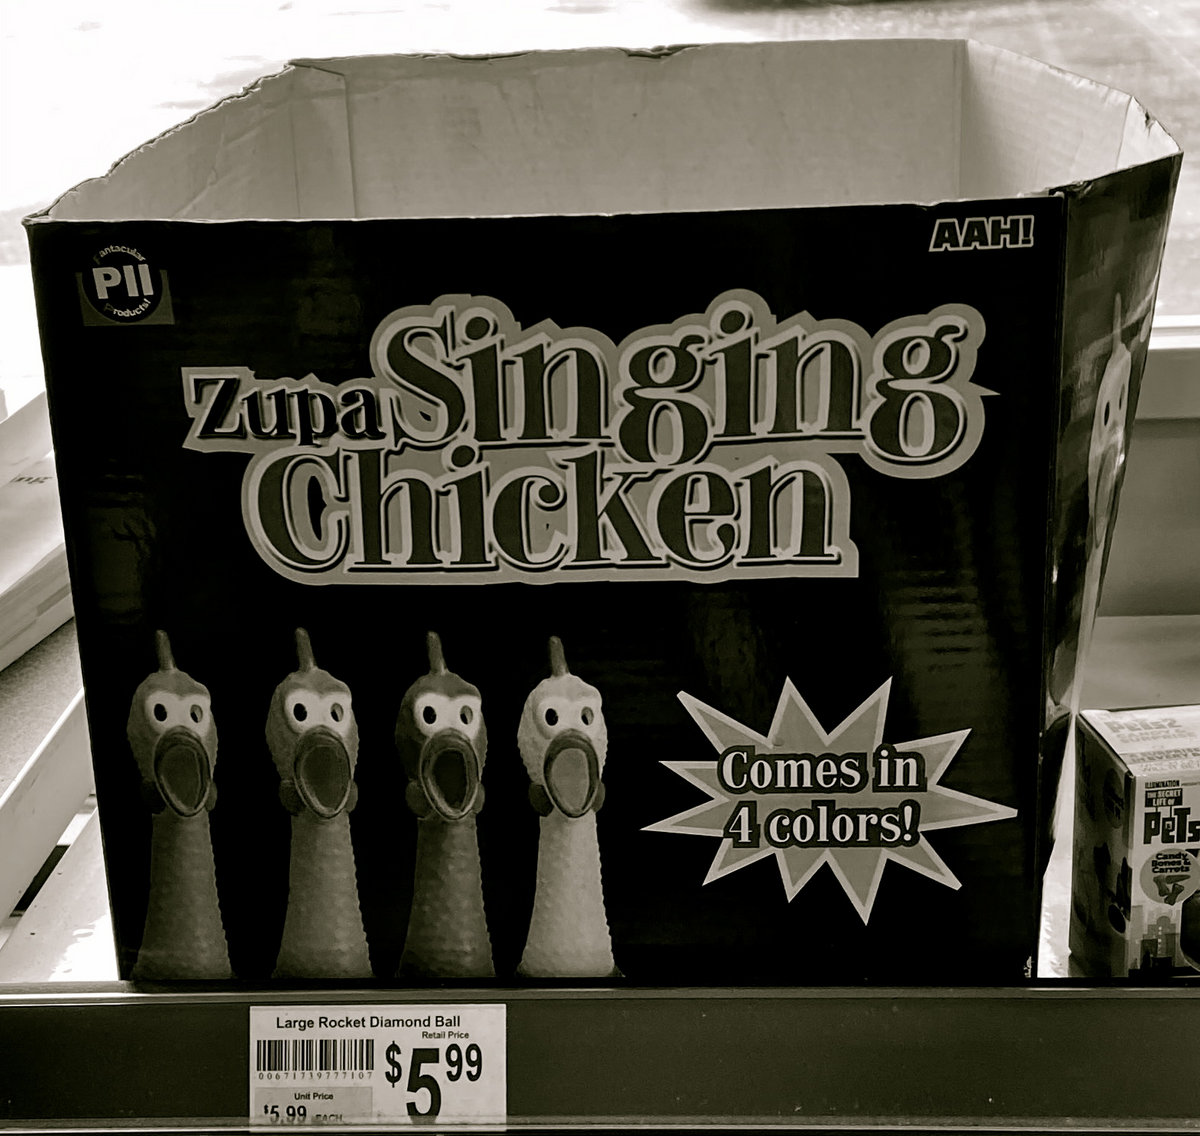 AAH!
Fantacular
PII
Products!
Zupa Singing
Chicken
Comes in
4 colors!
ILLUMINATION
THE SECRET
LIFE OF
PETS
Candy
Bones &
Carrots
Large Rocket Diamond Ball
Retail Price
$5.99
00671739777107
Unit Price
$5.99 EACH